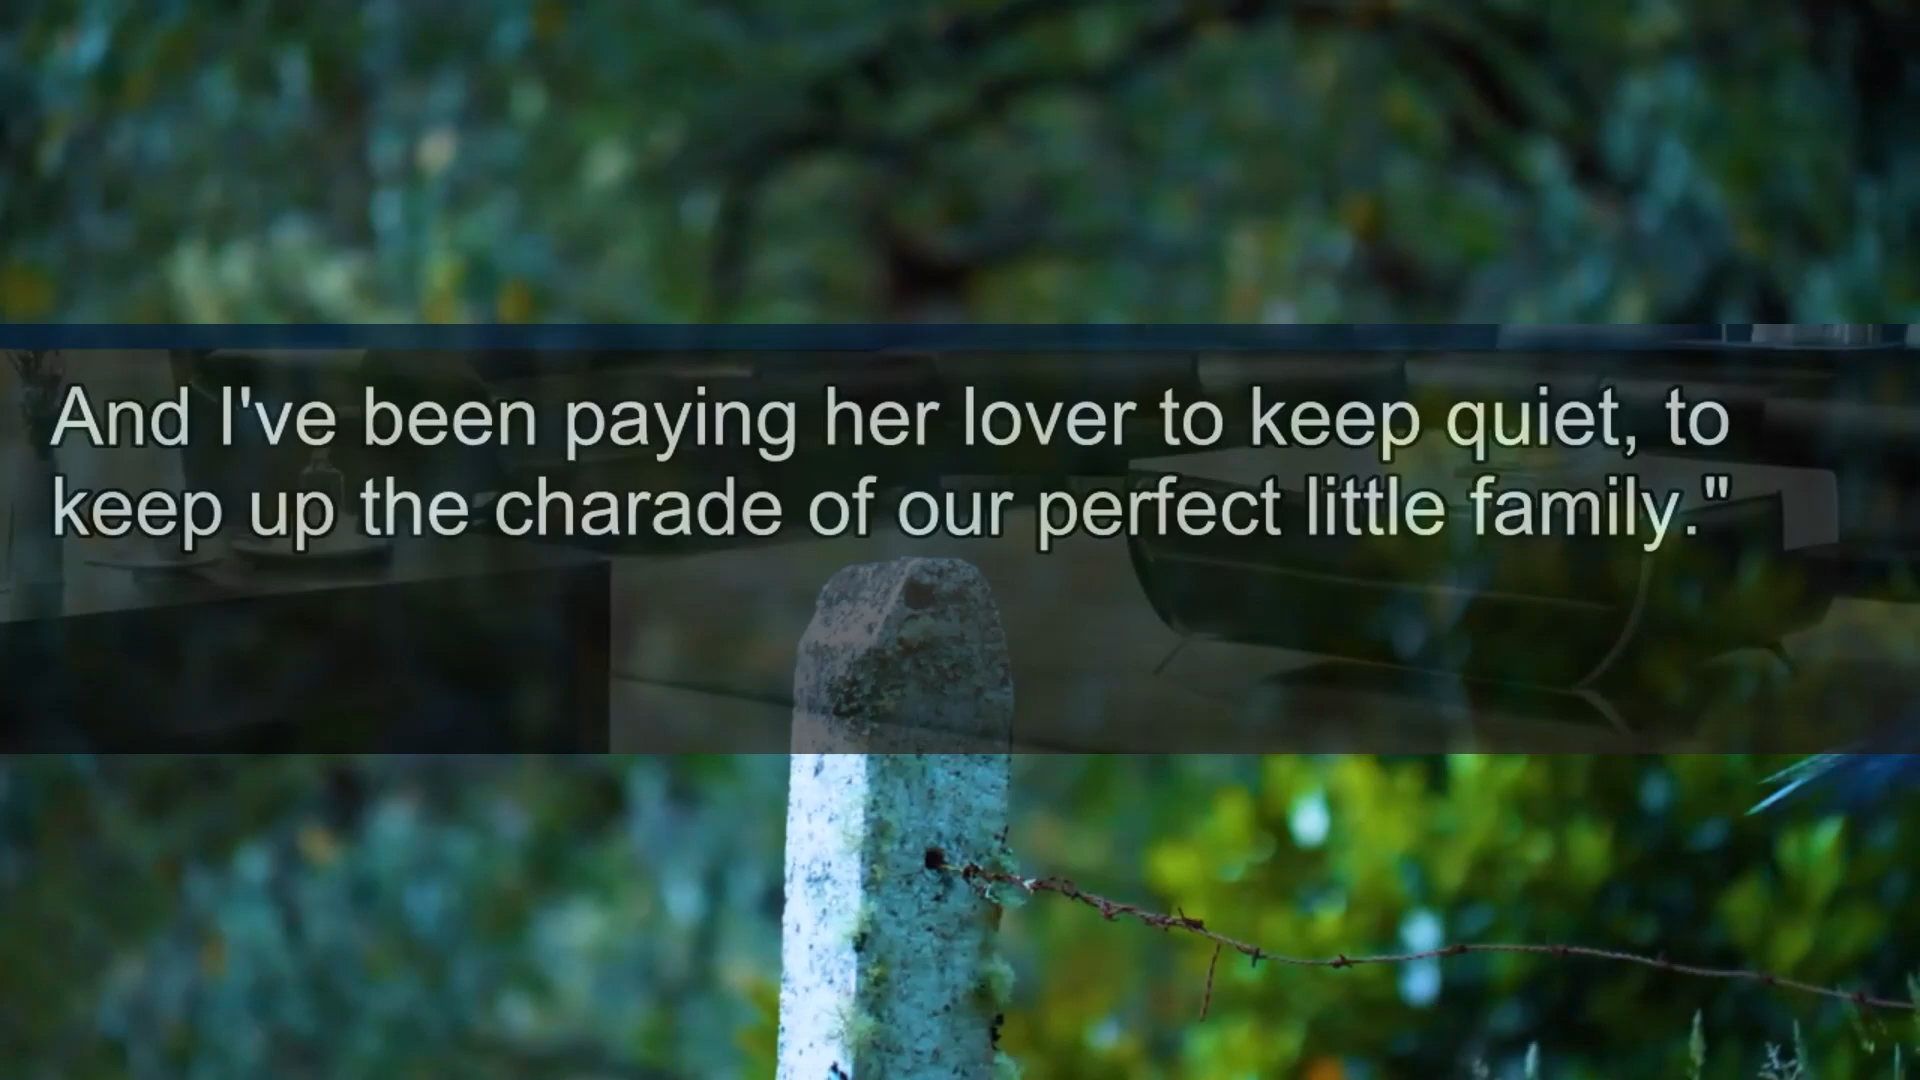 And I've been paying her lover to keep quiet, to
keep up the charade of our perfect little family."